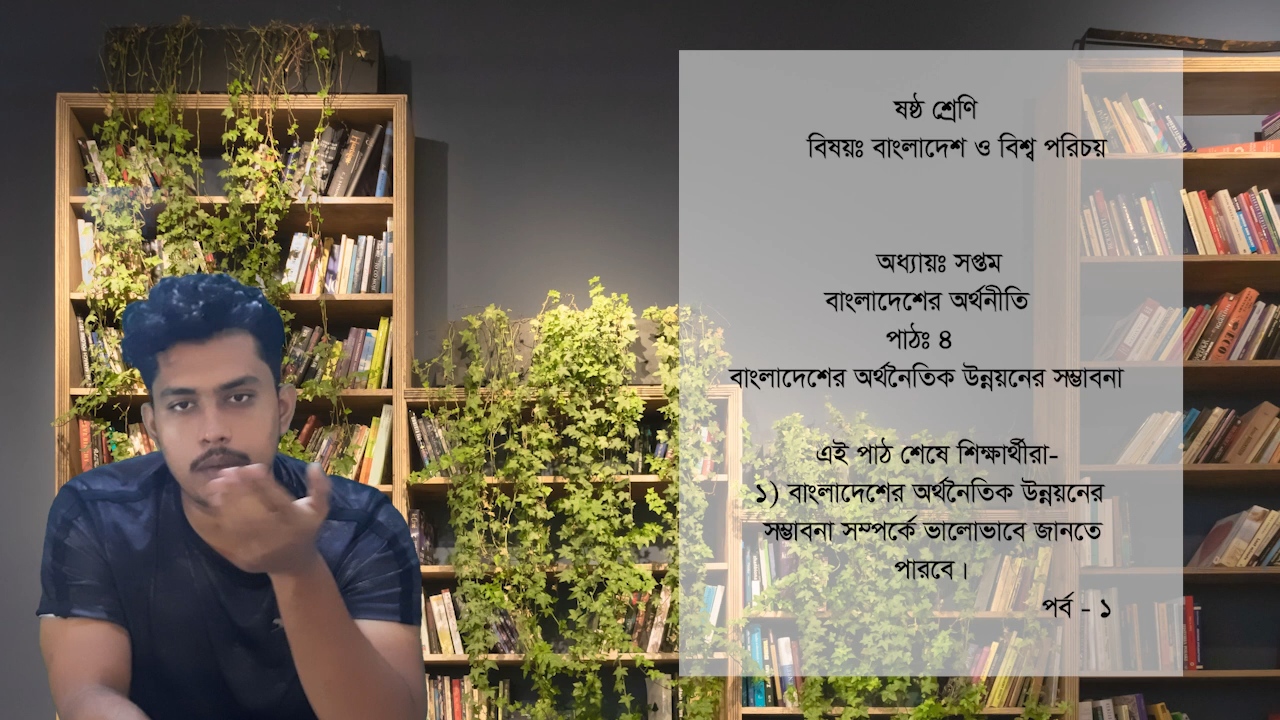 ষষ্ঠ শ্রেণি
বিষয়ঃ বাংলাদেশ ও বিশ্ব পরিচয়
অধ্যায়ঃ সপ্তম
বাংলাদেশের অর্থনীতি
পাঠঃ ৪
বাংলাদেশের অর্থনৈতিক উন্নয়নের সম্ভাবনা
এই পাঠ শেষে শিক্ষার্থীরা-
১) বাংলাদেশের অর্থনৈতিক উন্নয়নের
সম্ভাবনা সম্পর্কে ভালোভাবে জানতে
পারবে।
পর্ব - ১